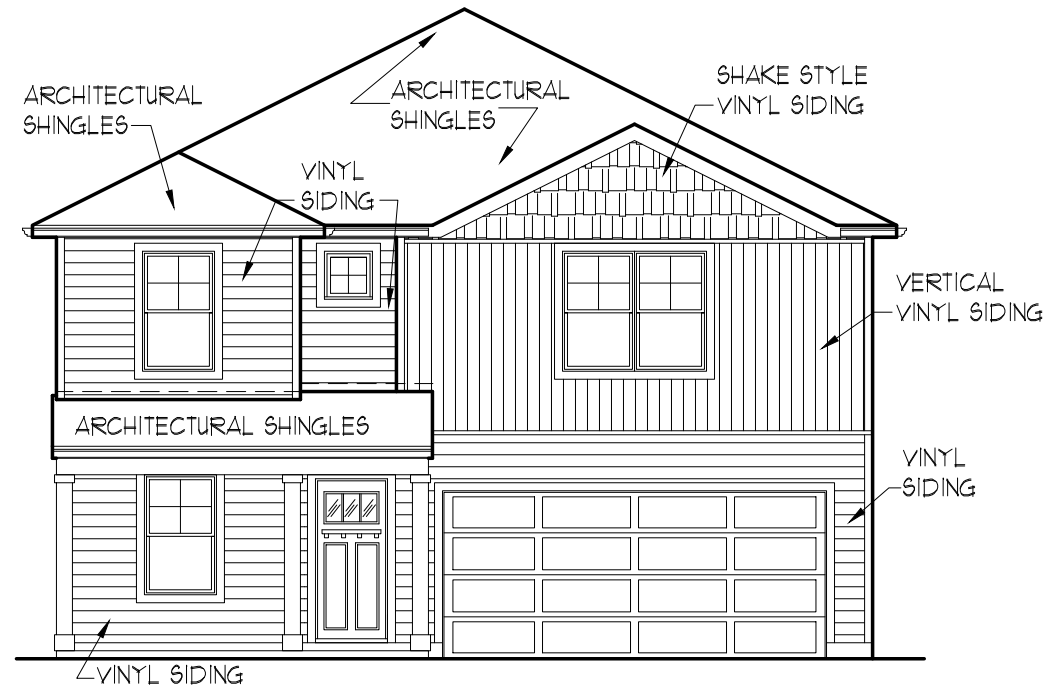 SHAKE STYLE
VINYL SIDING
ARCHITECTURAL
SHINGLES
ARCHITECTURAL
SHINGLES
VINYL
SIDING
VERTICAL
VINYL SIDING
ARCHITECTURAL SHINGLES
VINYL
SIDING
VINYL SIDING